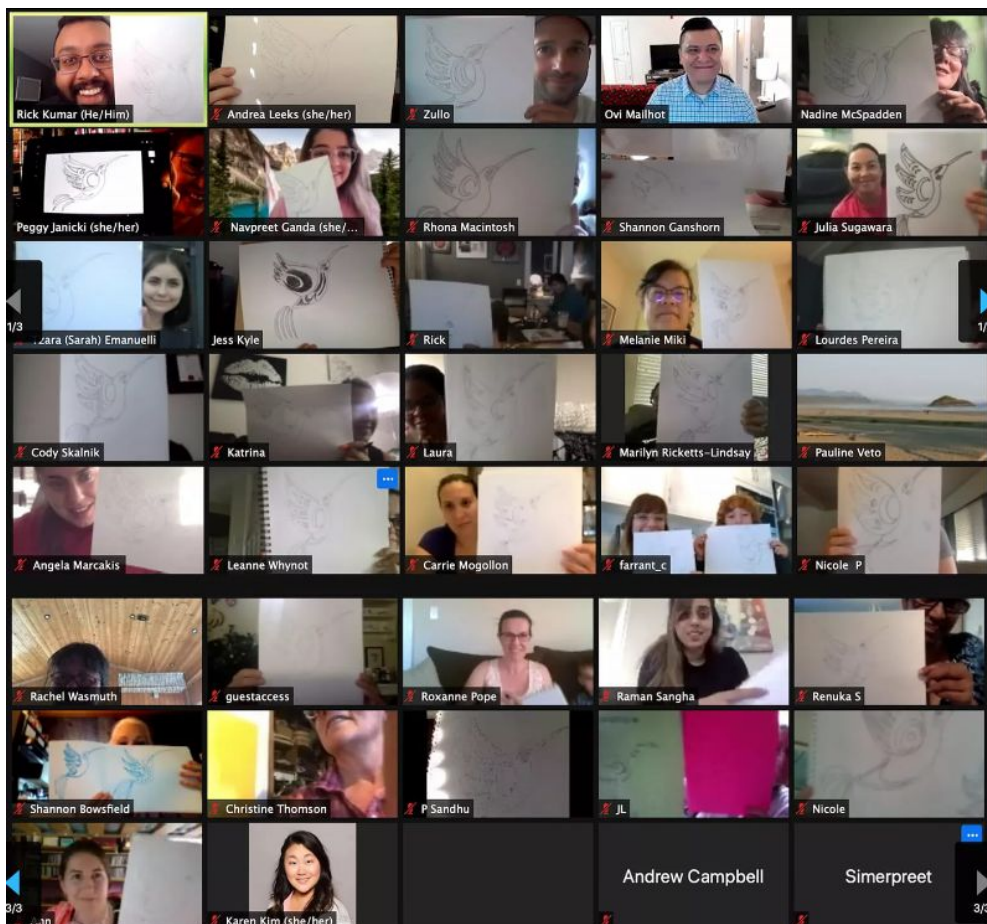 Rick Kumar (He/Him)
Andrea Leeks (she/her)
Zullo
Ovi Mailhot
Nadine McSpadden
Peggy Janicki (she/her)
Navpreet Ganda (she/...
Rhona Macintosh
Shannon Ganshorn
Julia Sugawara
1/3
(Sarah) Emanuelli
Jess Kyle
Rick
Melanie Miki
Lourdes Pereira
1/
Cody Skalnik
Katrina
Laura
Marilyn Ricketts-Lindsay
Pauline Veto
Angela Marcakis
Leanne Whynot
Carrie Mogollon
farrant_c
Nicole P
Rachel Wasmuth
guestaccess
Roxanne Pope
Raman Sangha
Renuka S
Shannon Bowsfield
Christine Thomson
P Sandhu
JL
Nicole
Andrew Campbell
Simerpreet
3/3
Karen Kim (she/her)
3/3